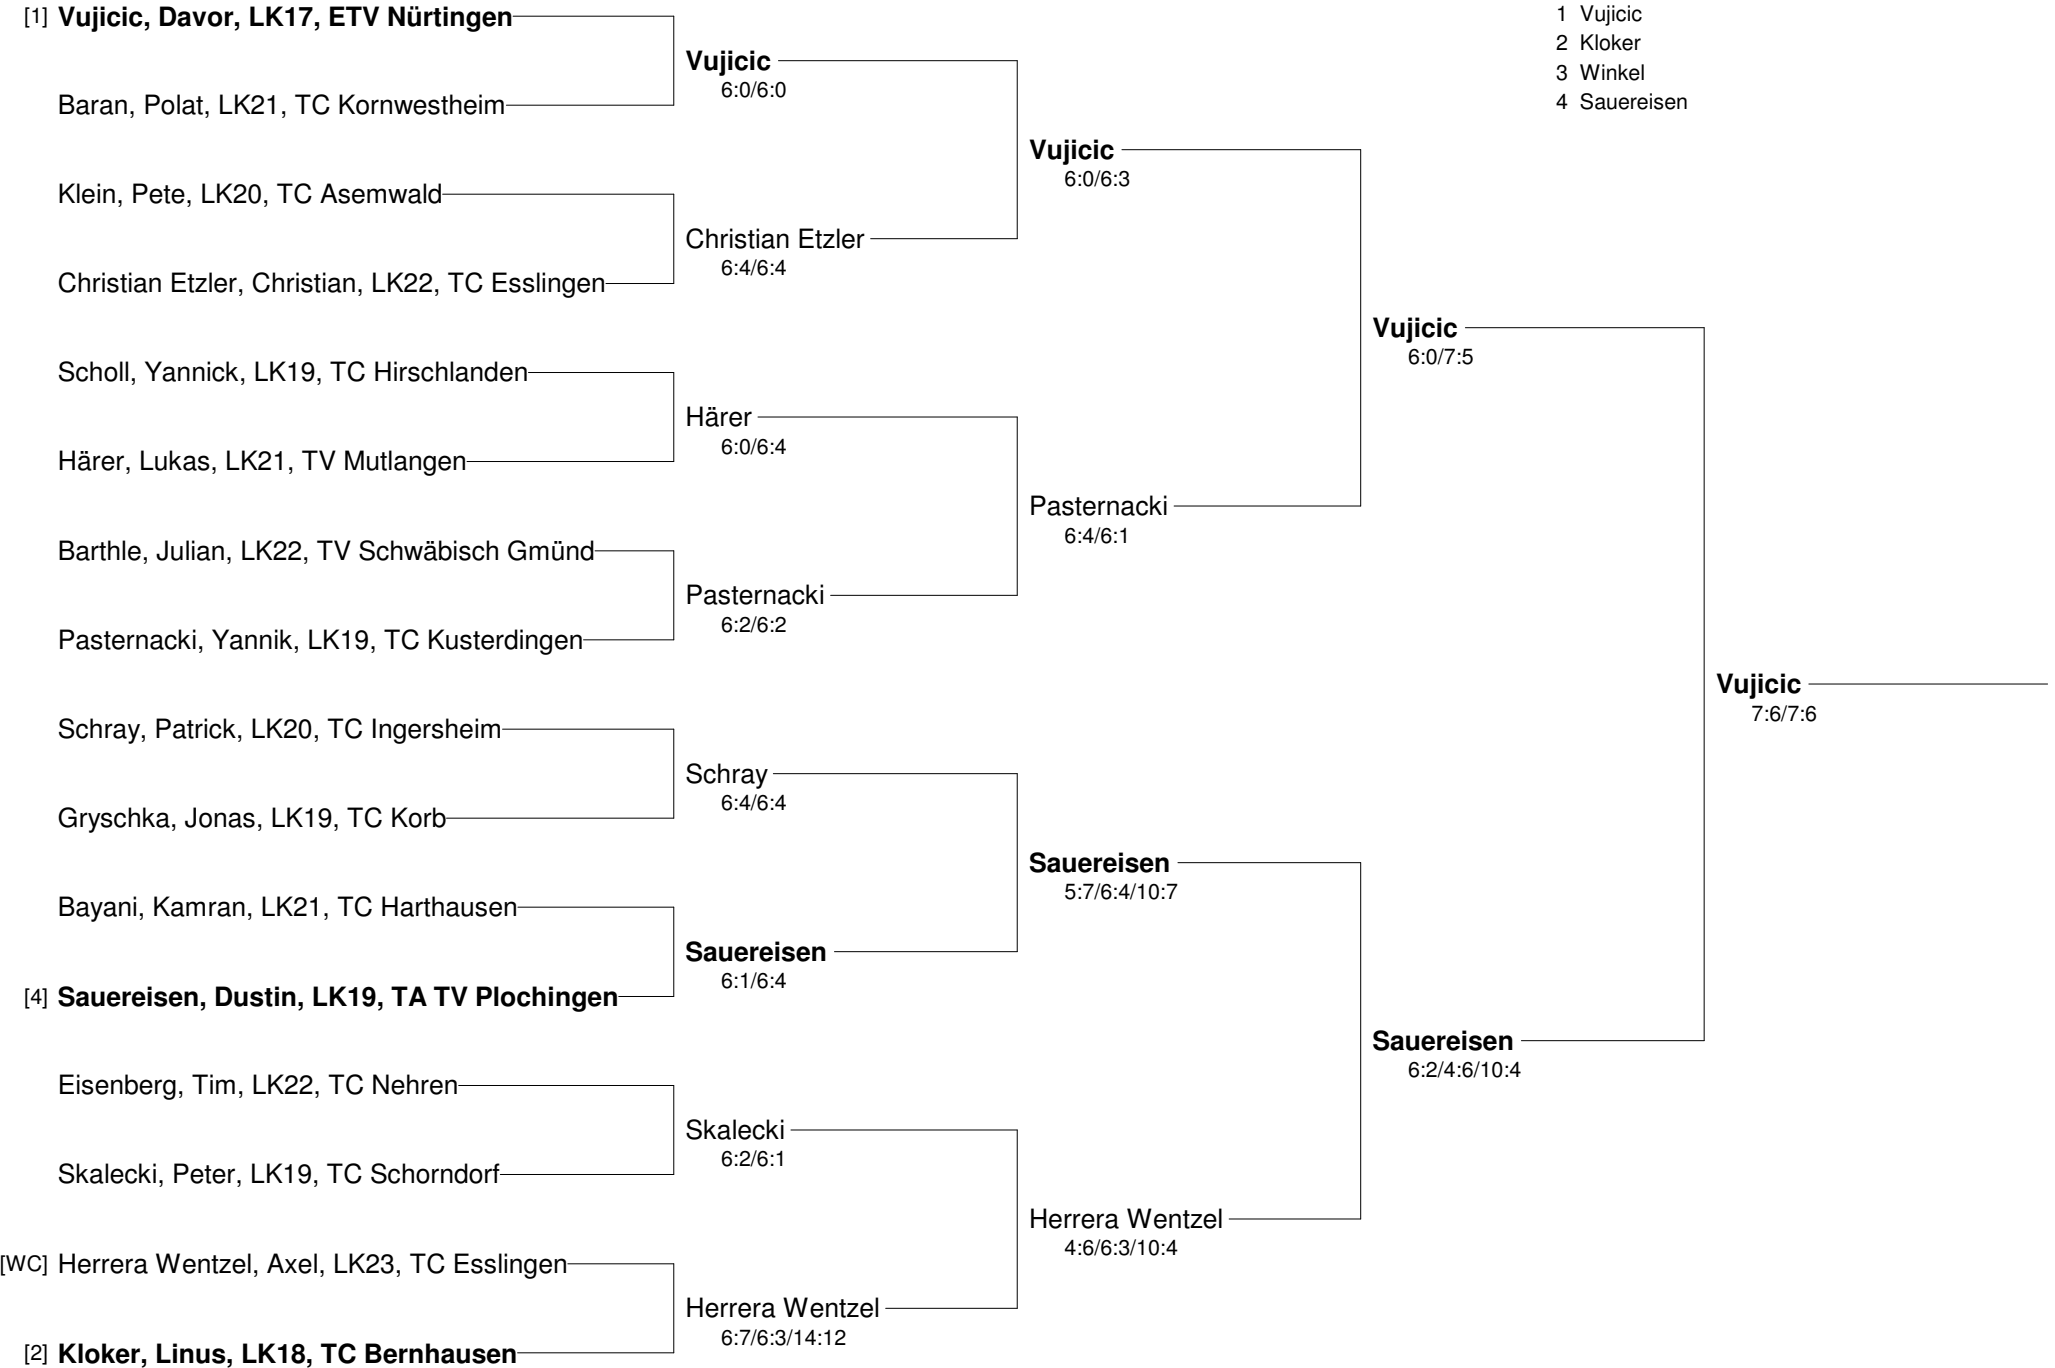 [1] Vujicic, Davor, LK17, ETV Nürtingen
Baran, Polat, LK21, TC Kornwestheim
Klein, Pete, LK20, TC Asemwald
Christian Etzler, Christian, LK22, TC Esslingen
Scholl, Yannick, LK19, TC Hirschlanden
Härer, Lukas, LK21, TV Mutlangen
Barthle, Julian, LK22, TV Schwäbisch Gmünd
Pasternacki, Yannik, LK19, TC Kusterdingen
Schray, Patrick, LK20, TC Ingersheim
Gryschka, Jonas, LK19, TC Korb
Bayani, Kamran, LK21, TC Harthausen
[4] Sauereisen, Dustin, LK19, TA TV Plochingen
Eisenberg, Tim, LK22, TC Nehren
Skalecki, Peter, LK19, TC Schorndorf
[WC] Herrera Wentzel, Axel, LK23, TC Esslingen
[2] Kloker, Linus, LK18, TC Bernhausen
Vujicic
6:0/6:0
Christian Etzler
6:4/6:4
Härer
6:0/6:4
Pasternacki
6:2/6:2
Schray
6:4/6:4
Sauereisen
6:1/6:4
Skalecki
6:2/6:1
Herrera Wentzel
6:7/6:3/14:12
Vujicic
6:0/6:3
Pasternacki
6:4/6:1
Sauereisen
5:7/6:4/10:7
Herrera Wentzel
4:6/6:3/10:4
Vujicic
6:0/7:5
Sauereisen
6:2/4:6/10:4
Vujicic
7:6/7:6
1 Vujicic
2 Kloker
3 Winkel
4 Sauereisen